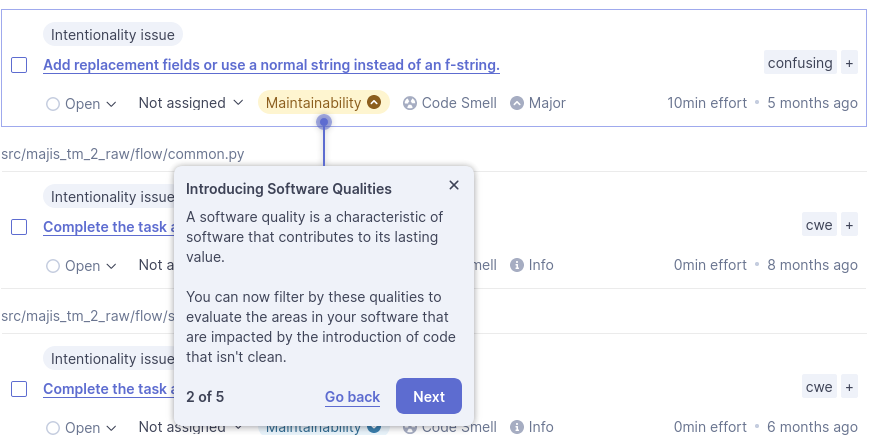 Intentionality issue
Add replacement fields or use a normal string instead of an f-string.
confusing +
Open Not assigned Maintainability Code Smell Major 10min effort • 5 months ago
src/majis_tm_2_raw/flow/common.py
Intentionality issue
Complete the task
cwe +
Open Not a
Info 0min effort • 8 months ago
src/majis_tm_2_raw/flow/s
Intentionality issue
Complete the task
cwe +
Open Not assigned Maintainability Code Smell Info 0min effort • 6 months ago
Introducing Software Qualities
A software quality is a characteristic of
software that contributes to its lasting
value.
You can now filter by these qualities to
evaluate the areas in your software that
are impacted by the introduction of code
that isn't clean.
2 of 5 Go back Next